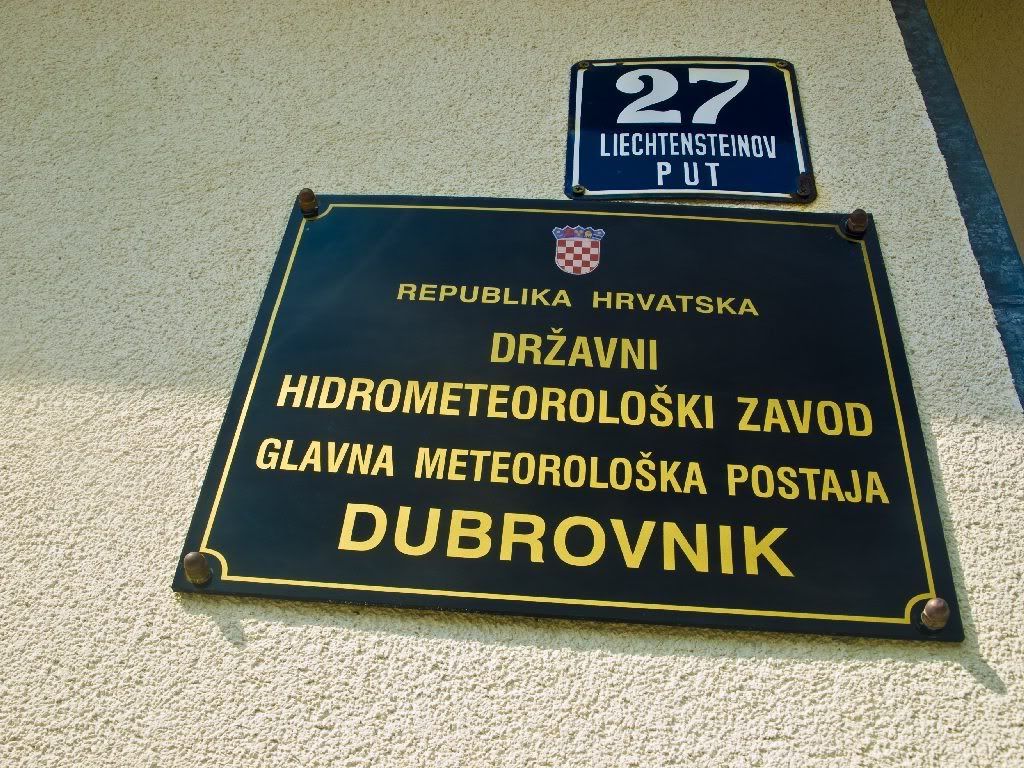 27
LIECHTENSTEINOV
PUT
REPUBLIKA HRVATSKA
DRŽAVNI
HIDROMETEOROLOŠKI ZAVOD
GLAVNA METEOROLOŠKA POSTAJA
DUBROVNIK